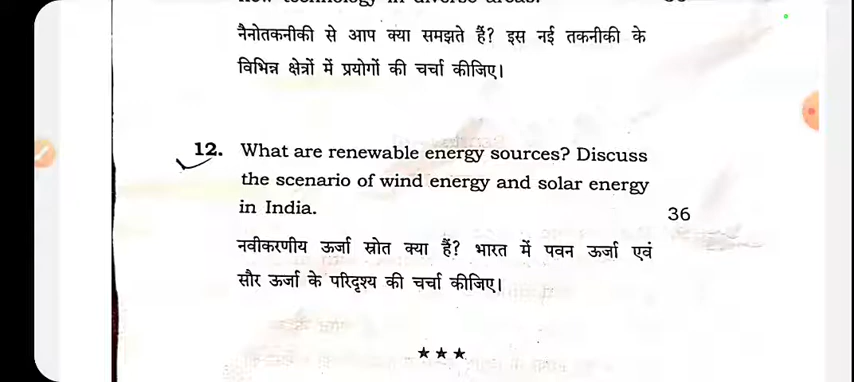 नैनोतकनीकी से आप क्या समझते हैं? इस नई तकनीकी के
विभिन्न क्षेत्रों में प्रयोगों की चर्चा कीजिए।
12. What are renewable energy sources? Discuss
the scenario of wind energy and solar energy
in India. 36
नवीकरणीय ऊर्जा स्रोत क्या है? भारत में पवन ऊर्जा एवं
सौर ऊर्जा के परिदृश्य की चर्चा कीजिए।
★★★